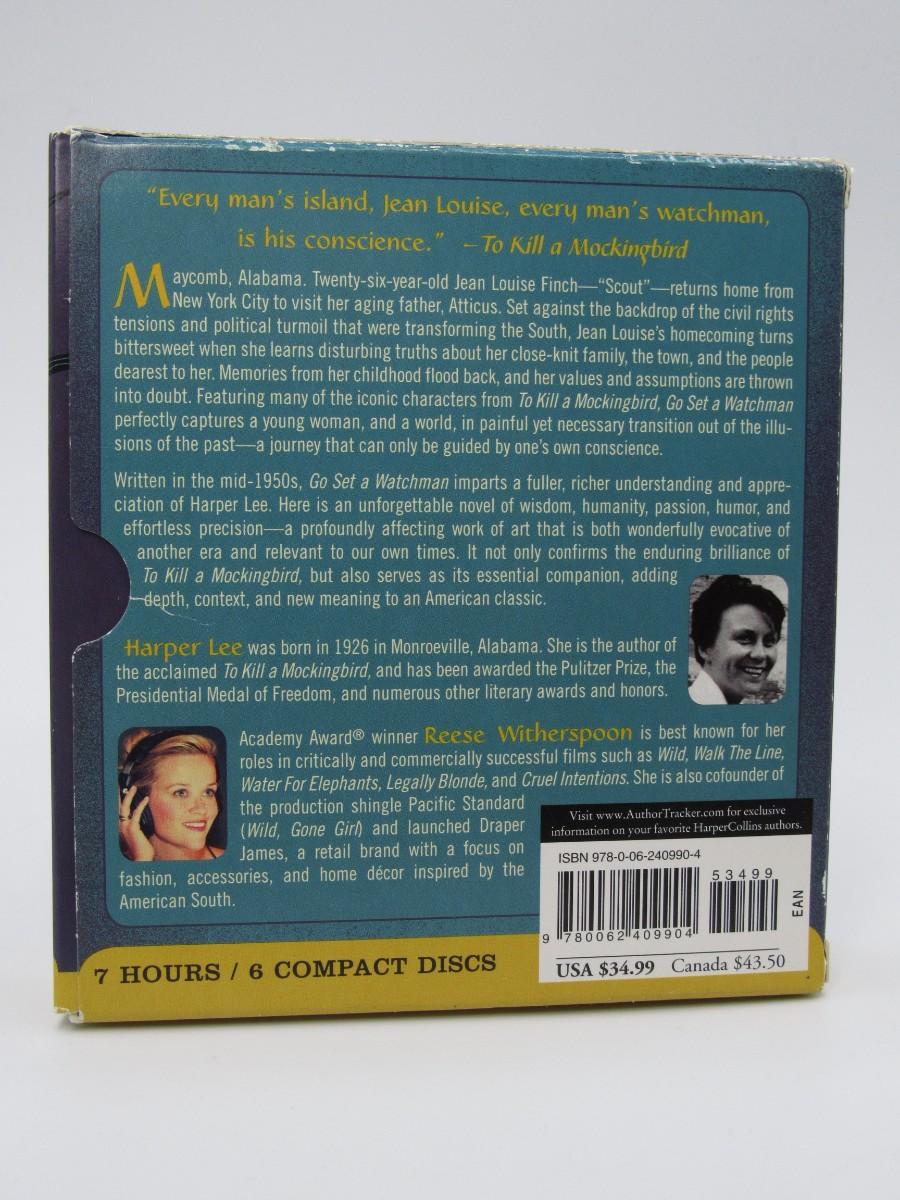 "Every man's island, Jean Louise, every man's watchman,
is his conscience." —To Kill a Mockingbird
Maycomb, Alabama. Twenty-six-year-old Jean Louise Finch—"Scout"—returns home from
New York City to visit her aging father, Atticus. Set against the backdrop of the civil rights
tensions and political turmoil that were transforming the South, Jean Louise's homecoming turns
bittersweet when she learns disturbing truths about her close-knit family, the town, and the people
dearest to her. Memories from her childhood flood back, and her values and assumptions are thrown
into doubt. Featuring many of the iconic characters from To Kill a Mockingbird, Go Set a Watchman
perfectly captures a young woman, and a world, in painful yet necessary transition out of the illu-
sions of the past—a journey that can only be guided by one's own conscience.
Written in the mid-1950s, Go Set a Watchman imparts a fuller, richer understanding and appre-
ciation of Harper Lee. Here is an unforgettable novel of wisdom, humanity, passion, humor, and
effortless precision—a profoundly affecting work of art that is both wonderfully evocative of
another era and relevant to our own times. It not only confirms the enduring brilliance of
To Kill a Mockingbird, but also serves as its essential companion, adding
depth, context, and new meaning to an American classic.
Harper Lee was born in 1926 in Monroeville, Alabama. She is the author of
the acclaimed To Kill a Mockingbird, and has been awarded the Pulitzer Prize, the
Presidential Medal of Freedom, and numerous other literary awards and honors.
Academy Award® winner Reese Witherspoon is best known for her
roles in critically and commercially successful films such as Wild, Walk The Line,
Water For Elephants, Legally Blonde, and Cruel Intentions. She is also cofounder of
the production shingle Pacific Standard
(Wild, Gone Girl) and launched Draper
James, a retail brand with a focus on
fashion, accessories, and home décor inspired by the
American South.
Visit www.AuthorTracker.com for exclusive
information on your favorite HarperCollins authors.
ISBN 978-0-06-240990-4
53499
EAN
9 780062 409904
USA $34.99 Canada $43.50
7 HOURS / 6 COMPACT DISCS